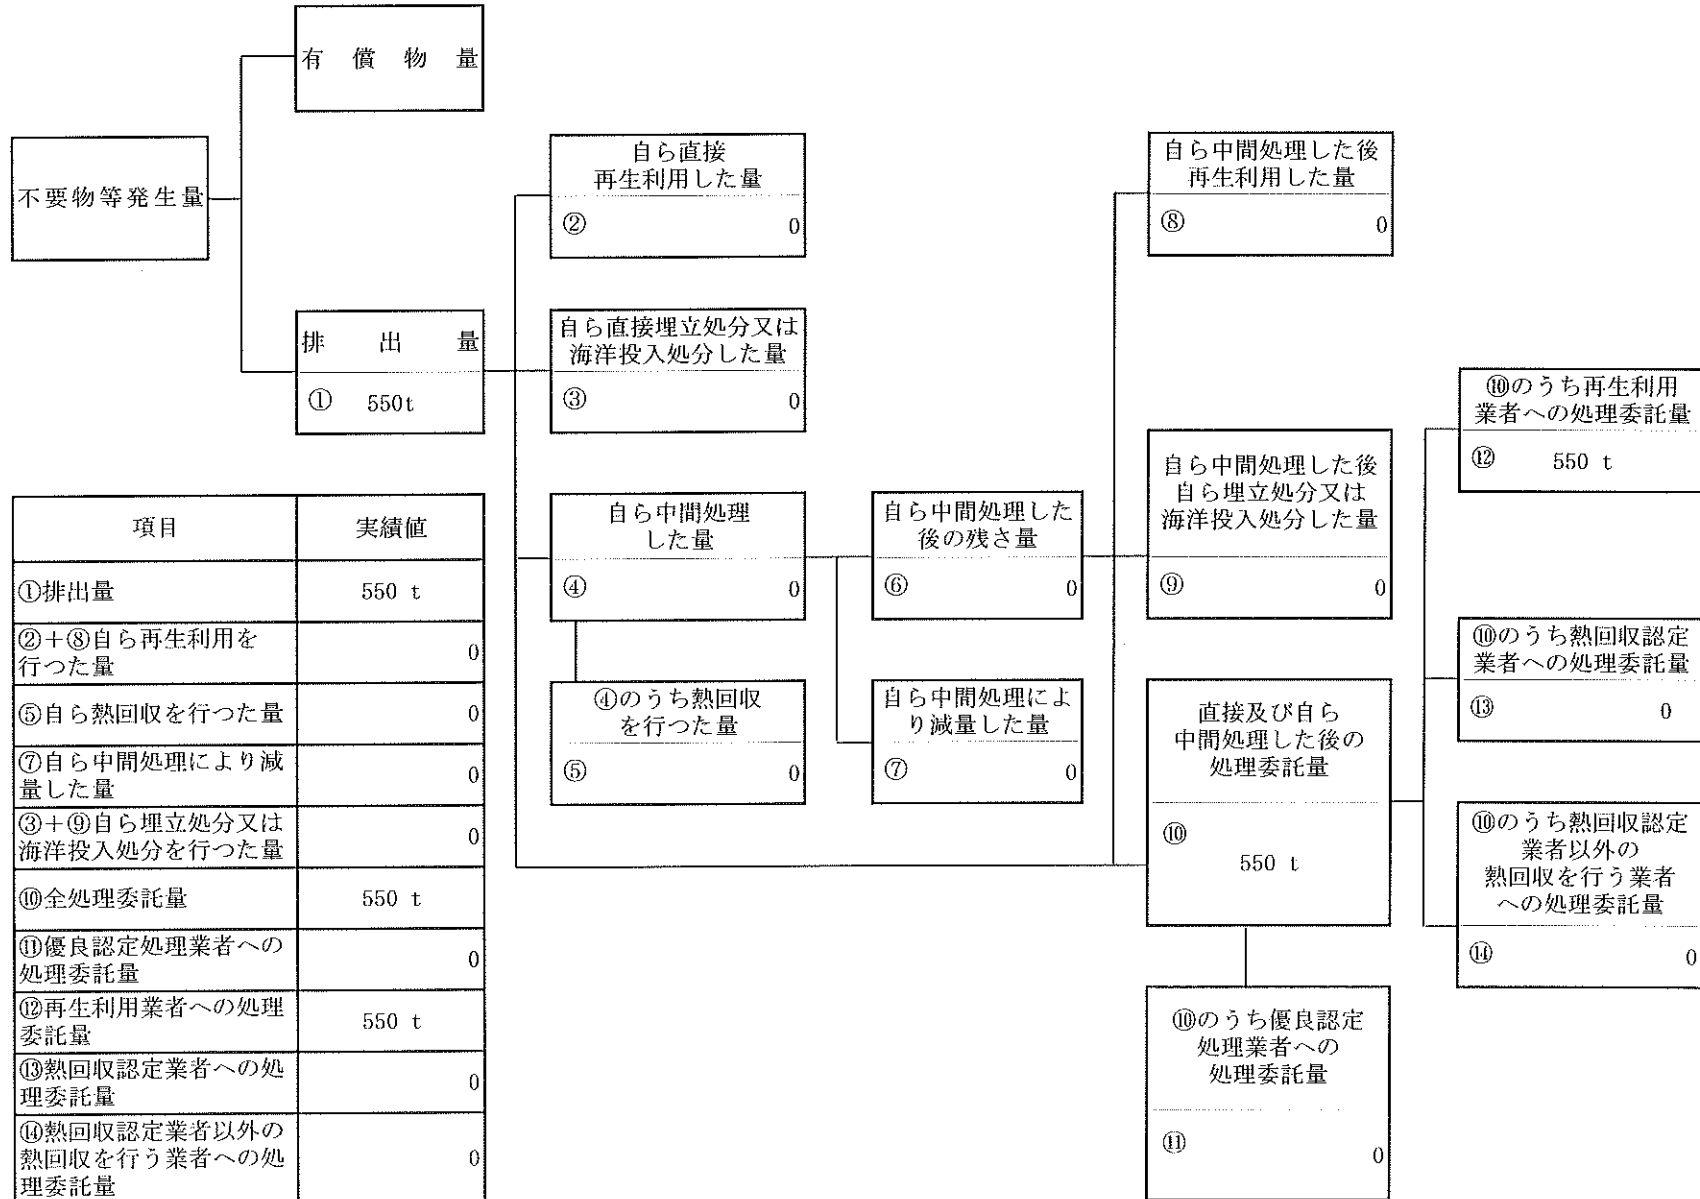 有償物量
不要物等発生量
排出量
① 550t
自ら直接
再生利用した量
② 0
自ら直接埋立処分又は
海洋投入処分した量
③ 0
自ら中間処理
した量
④ 0
④のうち熱回収
を行つた量
⑤ 0
自ら中間処理した
後の残さ量
⑥ 0
自ら中間処理によ
り減量した量
⑦ 0
自ら中間処理した後
再生利用した量
⑧ 0
自ら中間処理した後
自ら埋立処分又は
海洋投入処分した量
⑨ 0
直接及び自ら
中間処理した後の
処理委託量
⑩
550 t
⑩のうち優良認定
処理業者への
処理委託量
⑪ 0
⑩のうち再生利用
業者への処理委託量
⑫ 550 t
⑩のうち熱回収認定
業者への処理委託量
⑬ 0
⑩のうち熱回収認定
業者以外の
熱回収を行う業者
への処理委託量
⑭ 0
項目 実績値
①排出量 550 t
②+⑧自ら再生利用を
行つた量 0
⑤自ら熱回収を行つた量 0
⑦自ら中間処理により減
量した量 0
③+⑨自ら埋立処分又は
海洋投入処分を行つた量 0
⑩全処理委託量 550 t
⑪優良認定処理業者への
処理委託量 0
⑫再生利用業者への処理
委託量 550 t
⑬熱回収認定業者への処
理委託量 0
⑭熱回収認定業者以外の
熱回収を行う業者への処
理委託量 0